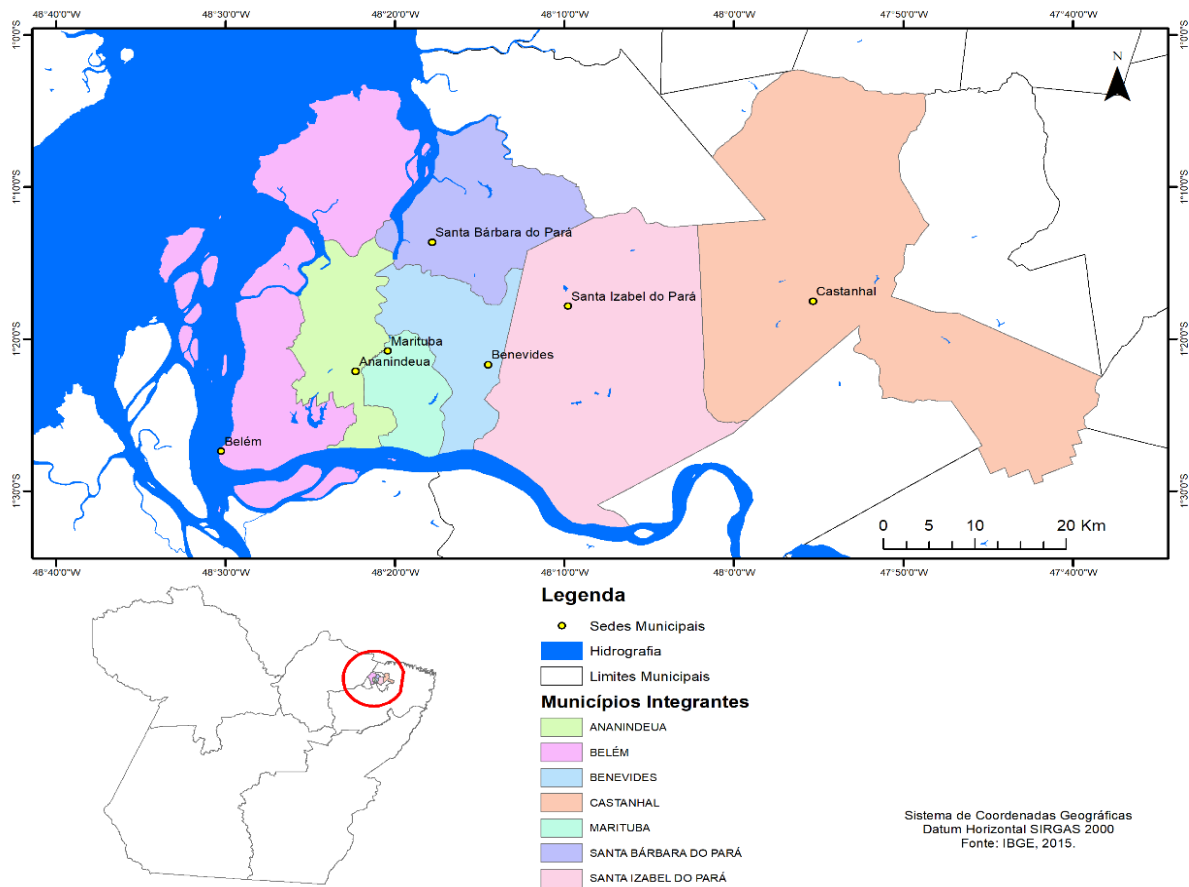 48°40'0"W 48°30'0"W 48°20'0"W 48°10'0"W 48°0'0"W 47°50'0"W 47°40'0"W
1°0'0"S 1°0'0"S
N
1°10'0"S 1°10'0"S
Santa Bárbara do Pará
Santa Izabel do Pará
Castanhal
1°20'0"S 1°20'0"S
Marituba
Benevides
Ananindeua
Belém
1°30'0"S 1°30'0"S
0 5 10 20 Km
48°40'0"W 48°30'0"W 48°20'0"W 48°10'0"W 48°0'0"W 47°50'0"W 47°40'0"W
Legenda
Sedes Municipais
Hidrografia
Limites Municipais
Municípios Integrantes
ANANINDEUA
BELÉM
BENEVIDES
CASTANHAL
MARITUBA
SANTA BÁRBARA DO PARÁ
SANTA IZABEL DO PARÁ
Sistema de Coordenadas Geográficas
Datum Horizontal SIRGAS 2000
Fonte: IBGE, 2015.